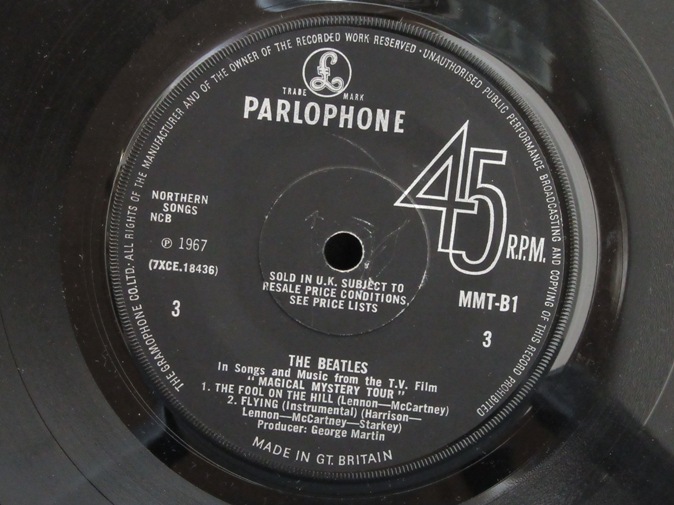 THE GRAMOPHONE CO.LTD. · ALL RIGHTS OF THE MANUFACTURER AND OF THE OWNER OF THE RECORDED WORK RESERVED · UNAUTHORISED PUBLIC PERFORMANCE BROADCASTING AND COPYING OF THIS RECORD PROHIBITED
£
TRADE MARK
PARLOPHONE
45 R.P.M.
NORTHERN
SONGS
NCB
Ⓟ 1967
(7XCE.18436)
3
SOLD IN U.K. SUBJECT TO
RESALE PRICE CONDITIONS,
SEE PRICE LISTS
MMT-B1
3
THE BEATLES
In Songs and Music from the T.V. Film
"MAGICAL MYSTERY TOUR"
1. THE FOOL ON THE HILL (Lennon—McCartney)
2. FLYING (Instrumental) (Harrison—
Lennon—McCartney—Starkey)
Producer: George Martin
MADE IN GT. BRITAIN